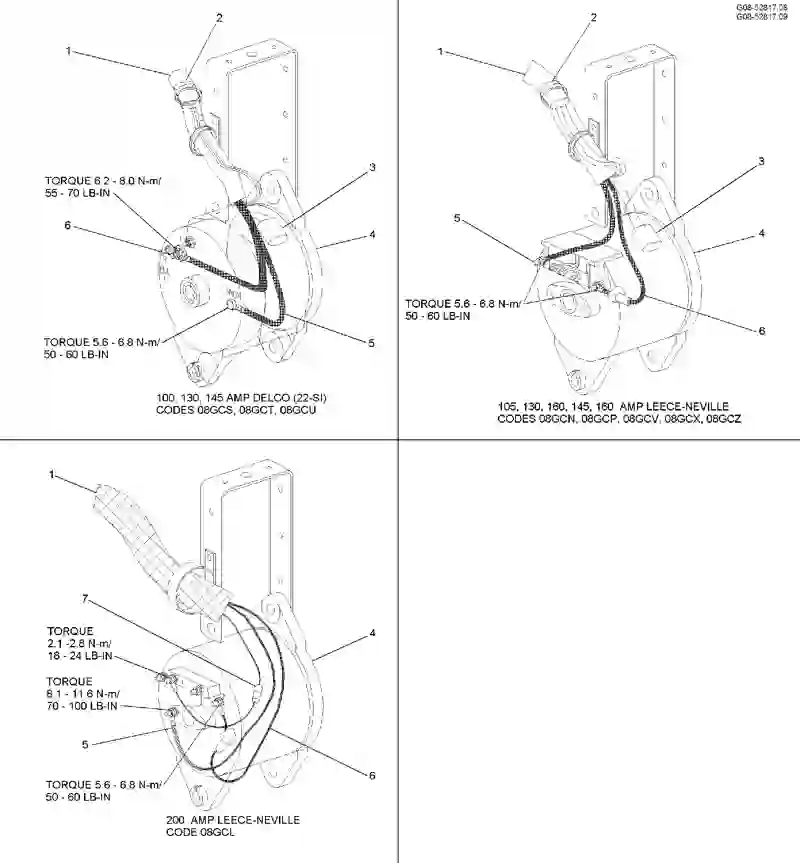 G08-52817.08
G08-52817.09
2
1
TORQUE 6.2 - 8.0 N-m/
55 - 70 LB-IN
3
6
4
TORQUE 5.6 - 6.8 N-m/
50 - 60 LB-IN
5
100, 130, 145 AMP DELCO (22-SI)
CODES 08GCS, 08GCT, 08GCU
2
1
3
5
4
TORQUE 5.6 - 6.8 N-m/
50 - 60 LB-IN
6
105, 130, 160, 145, 160 AMP LEECE-NEVILLE
CODES 08GCN, 08GCP, 08GCV, 08GCX, 08GCZ
1
7
TORQUE
2.1 -2.8 N-m/
18 - 24 LB-IN
4
TORQUE
8.1 - 11.6 N-m/
70 - 100 LB-IN
5
6
TORQUE 5.6 - 6.8 N-m/
50 - 60 LB-IN
200 AMP LEECE-NEVILLE
CODE 08GCL